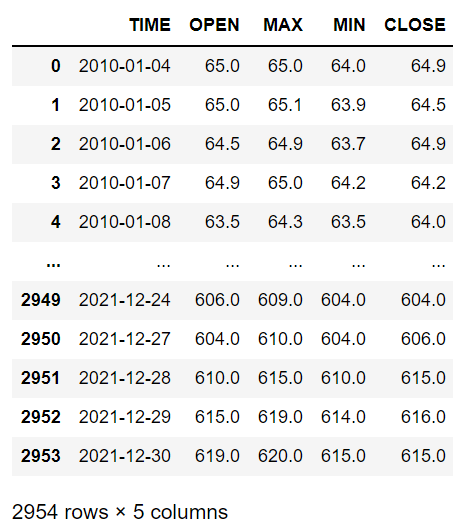 TIME OPEN MAX MIN CLOSE
0 2010-01-04 65.0 65.0 64.0 64.9
1 2010-01-05 65.0 65.1 63.9 64.5
2 2010-01-06 64.5 64.9 63.7 64.9
3 2010-01-07 64.9 65.0 64.2 64.2
4 2010-01-08 63.5 64.3 63.5 64.0
... ... ... ... ... ...
2949 2021-12-24 606.0 609.0 604.0 604.0
2950 2021-12-27 604.0 610.0 604.0 606.0
2951 2021-12-28 610.0 615.0 610.0 615.0
2952 2021-12-29 615.0 619.0 614.0 616.0
2953 2021-12-30 619.0 620.0 615.0 615.0
2954 rows × 5 columns